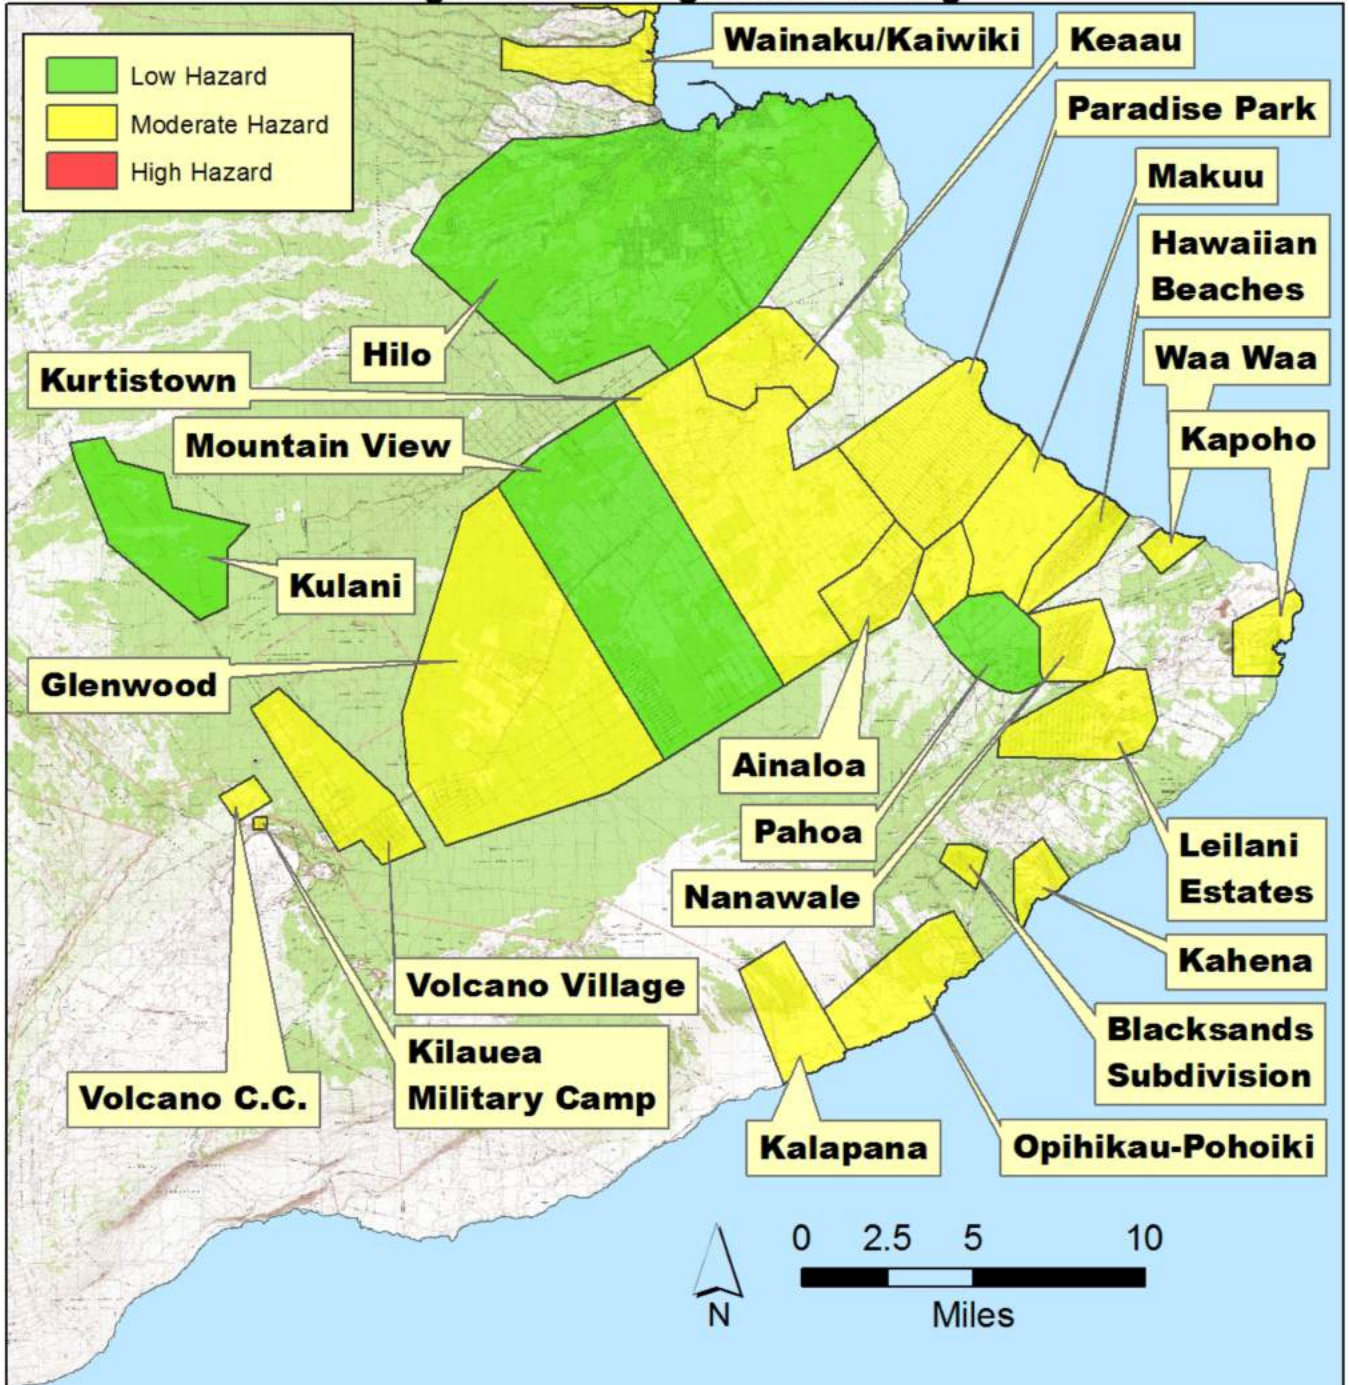 Wainaku/Kaiwiki
Keaau
Low Hazard
Moderate Hazard
High Hazard
Paradise Park
Makuu
Hawaiian
Beaches
Waa Waa
Hilo
Kurtistown
Mountain View
Kapoho
Kulani
Glenwood
Ainaloa
Pahoa
Nanawale
Leilani
Estates
Kahena
Volcano Village
Blacksands
Subdivision
Kilauea
Military Camp
Volcano C.C.
Kalapana
Opihikau-Pohoiki
0 2.5 5 10
Miles
N